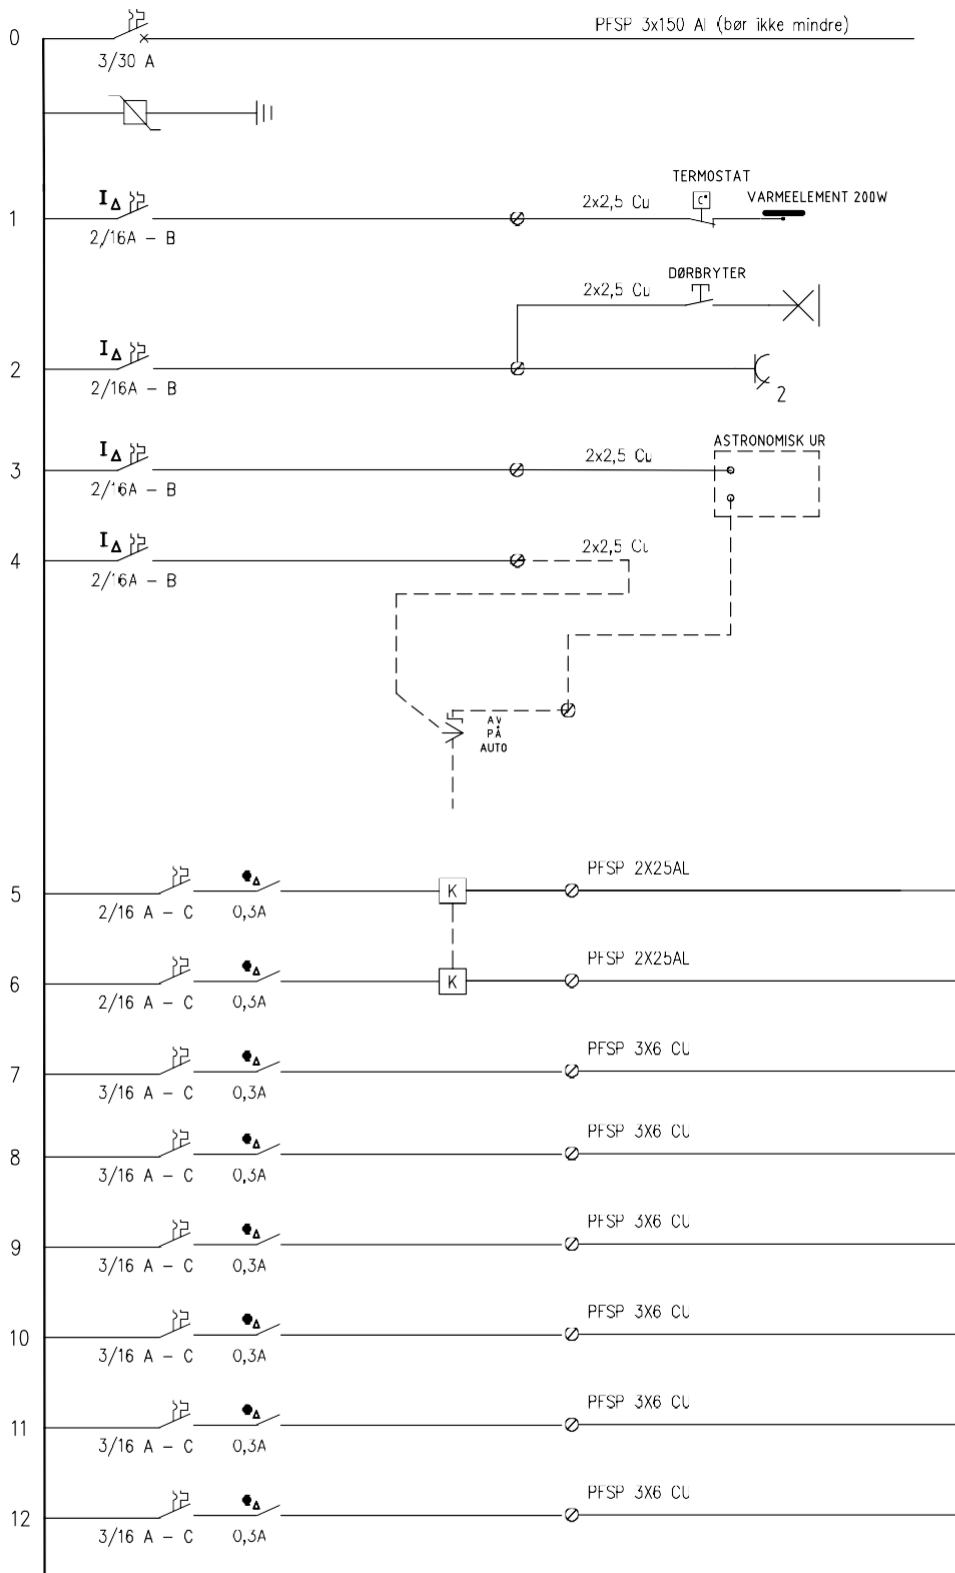 0
PFSP 3x150 Al (bør ikke mindre)
3/30 A
1
I Δ
2/16A – B
2x2,5 Cu
TERMOSTAT
C°
VARMEELEMENT 200W
DØRBRYTER
2x2,5 Cu
2
I Δ
2/16A – B
2
3
I Δ
2/16A – B
2x2,5 Cu
ASTRONOMISK UR
4
I Δ
2/16A – B
2x2,5 Cu
AV
PÅ
AUTO
5
2/16 A – C
Δ
0,3A
K
PFSP 2X25AL
6
2/16 A – C
Δ
0,3A
K
PFSP 2X25AL
7
3/16 A – C
Δ
0,3A
PFSP 3X6 CU
8
3/16 A – C
Δ
0,3A
PFSP 3X6 CU
9
3/16 A – C
Δ
0,3A
PFSP 3X6 CU
10
3/16 A – C
Δ
0,3A
PFSP 3X6 CU
11
3/16 A – C
Δ
0,3A
PFSP 3X6 CU
12
3/16 A – C
Δ
0,3A
PFSP 3X6 CU